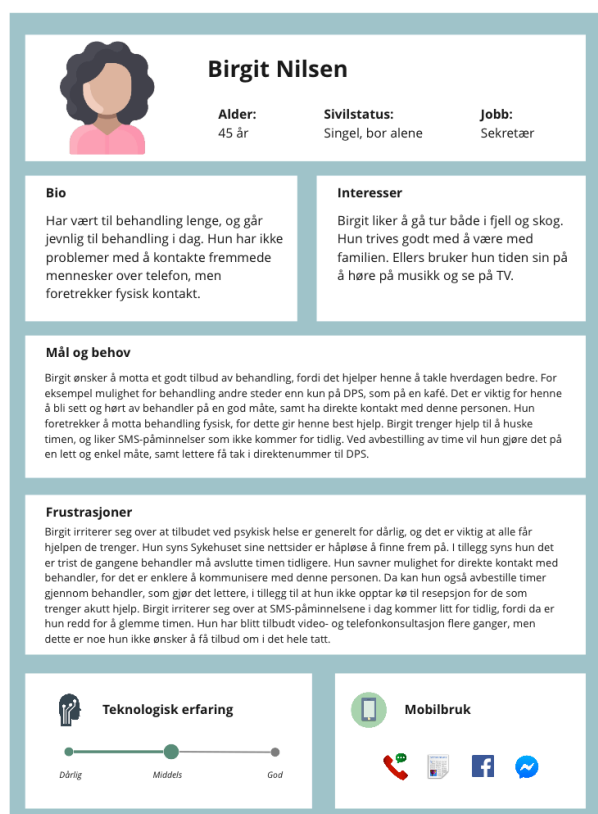 Birgit Nilsen
Alder:
45 år
Sivilstatus:
Singel, bor alene
Jobb:
Sekretær
Bio
Har vært til behandling lenge, og går
jevnlig til behandling i dag. Hun har ikke
problemer med å kontakte fremmede
mennesker over telefon, men
foretrekker fysisk kontakt.
Interesser
Birgit liker å gå tur både i fjell og skog.
Hun trives godt med å være med
familien. Ellers bruker hun tiden sin på
å høre på musikk og se på TV.
Mål og behov
Birgit ønsker å motta et godt tilbud av behandling, fordi det hjelper henne å takle hverdagen bedre. For
eksempel mulighet for behandling andre steder enn kun på DPS, som på en kafé. Det er viktig for henne
å bli sett og hørt av behandler på en god måte, samt ha direkte kontakt med denne personen. Hun
foretrekker å motta behandling fysisk, for dette gir henne best hjelp. Birgit trenger hjelp til å huske
timen, og liker SMS-påminnelser som ikke kommer for tidlig. Ved avbestilling av time vil hun gjøre det på
en lett og enkel måte, samt lettere få tak i direktenummer til DPS.
Frustrasjoner
Birgit irriterer seg over at tilbudet ved psykisk helse er generelt for dårlig, og det er viktig at alle får
hjelpen de trenger. Hun syns Sykehuset sine nettsider er håpløse å finne frem på. I tillegg syns hun det
er trist de gangene behandler må avslutte timen tidligere. Hun savner mulighet for direkte kontakt med
behandler, for det er enklere å kommunisere med denne personen. Da kan hun også avbestille timer
gjennom behandler, som gjør det lettere, i tillegg til at hun ikke opptar kø til resepsjon for de som
trenger akutt hjelp. Birgit irriterer seg over at SMS-påminnelsene i dag kommer litt for tidlig, fordi da er
hun redd for å glemme timen. Hun har blitt tilbudt video- og telefonkonsultasjon flere ganger, men
dette er noe hun ikke ønsker å få tilbud om i det hele tatt.
Teknologisk erfaring
Dårlig
Middels
God
Mobilbruk